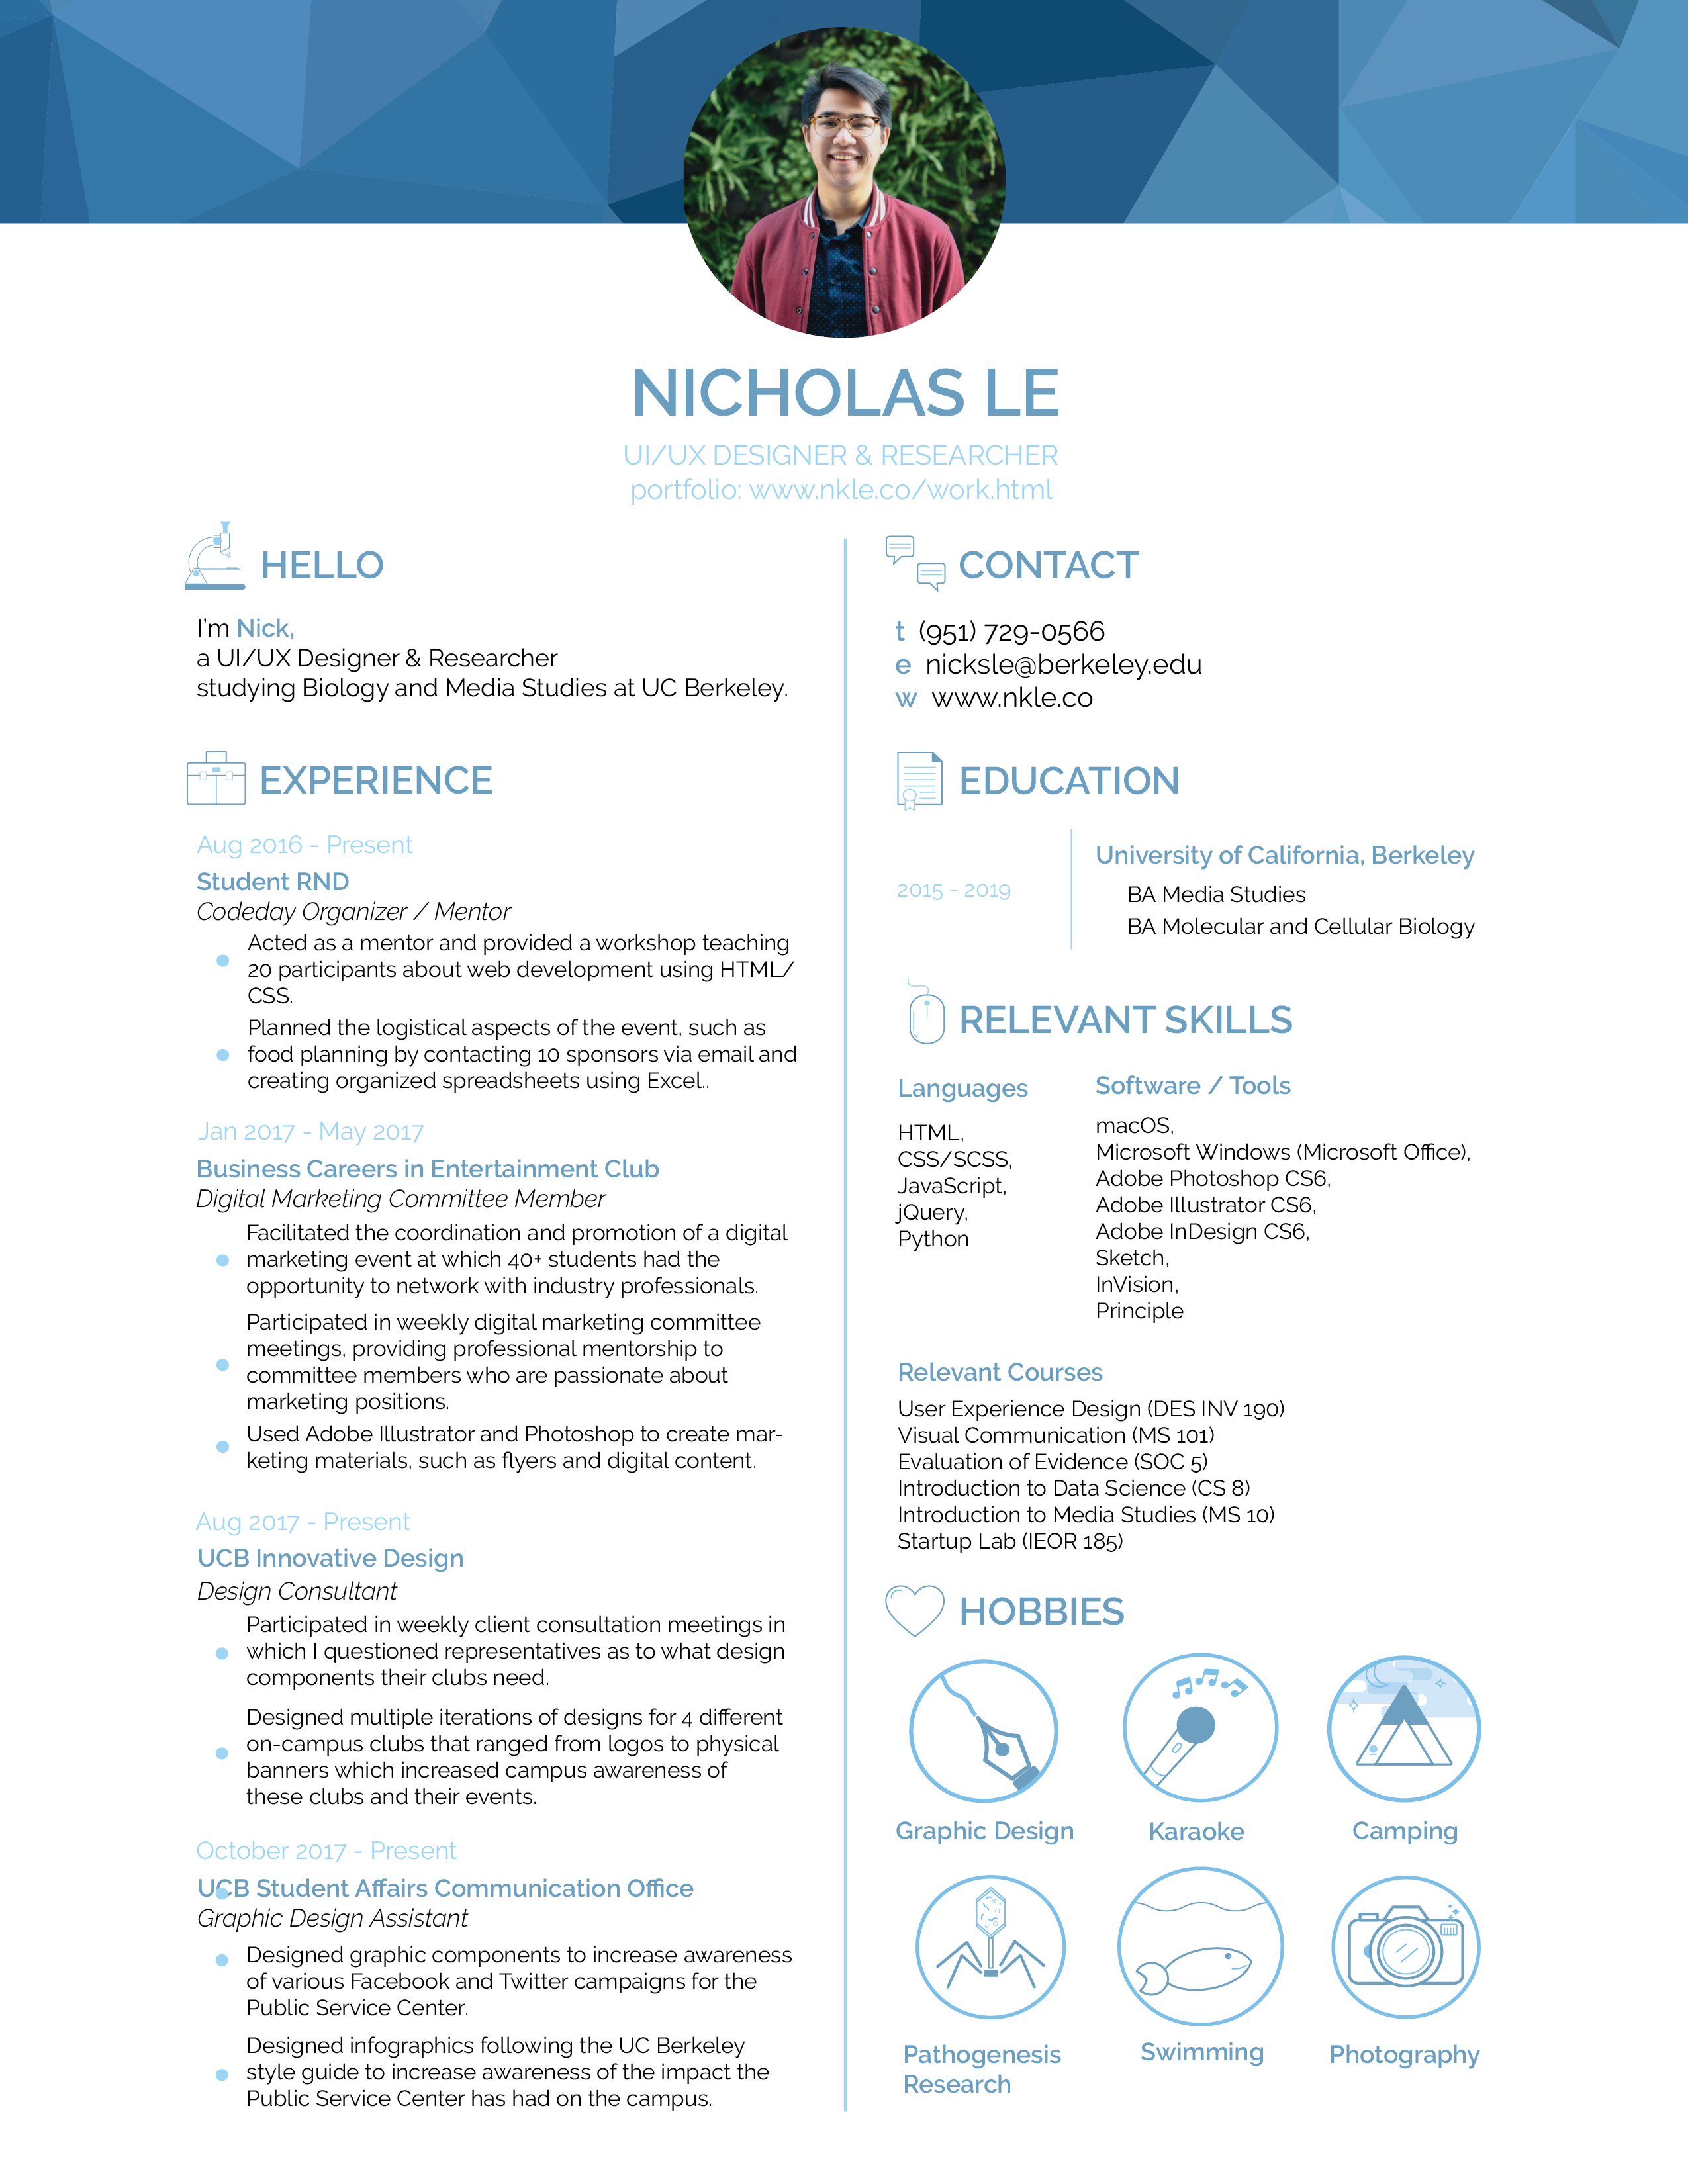 NICHOLAS LE
UI/UX DESIGNER & RESEARCHER
portfolio: www.nkle.co/work.html
HELLO
I'm Nick,
a UI/UX Designer & Researcher
studying Biology and Media Studies at UC Berkeley.
EXPERIENCE
Aug 2016 - Present
Student RND
Codeday Organizer / Mentor
Acted as a mentor and provided a workshop teaching
20 participants about web development using HTML/
CSS.
Planned the logistical aspects of the event, such as
food planning by contacting 10 sponsors via email and
creating organized spreadsheets using Excel..
Jan 2017 - May 2017
Business Careers in Entertainment Club
Digital Marketing Committee Member
Facilitated the coordination and promotion of a digital
marketing event at which 40+ students had the
opportunity to network with industry professionals.
Participated in weekly digital marketing committee
meetings, providing professional mentorship to
committee members who are passionate about
marketing positions.
Used Adobe Illustrator and Photoshop to create mar-
keting materials, such as flyers and digital content.
Aug 2017 - Present
UCB Innovative Design
Design Consultant
Participated in weekly client consultation meetings in
which I questioned representatives as to what design
components their clubs need.
Designed multiple iterations of designs for 4 different
on-campus clubs that ranged from logos to physical
banners which increased campus awareness of
these clubs and their events.
October 2017 - Present
UCB Student Affairs Communication Office
Graphic Design Assistant
Designed graphic components to increase awareness
of various Facebook and Twitter campaigns for the
Public Service Center.
Designed infographics following the UC Berkeley
style guide to increase awareness of the impact the
Public Service Center has had on the campus.
CONTACT
t (951) 729-0566
e nicksle@berkeley.edu
w www.nkle.co
EDUCATION
2015 - 2019
University of California, Berkeley
BA Media Studies
BA Molecular and Cellular Biology
RELEVANT SKILLS
Languages
HTML,
CSS/SCSS,
JavaScript,
jQuery,
Python
Software / Tools
macOS,
Microsoft Windows (Microsoft Office),
Adobe Photoshop CS6,
Adobe Illustrator CS6,
Adobe InDesign CS6,
Sketch,
InVision,
Principle
Relevant Courses
User Experience Design (DES INV 190)
Visual Communication (MS 101)
Evaluation of Evidence (SOC 5)
Introduction to Data Science (CS 8)
Introduction to Media Studies (MS 10)
Startup Lab (IEOR 185)
HOBBIES
Graphic Design
Karaoke
Camping
Pathogenesis
Research
Swimming
Photography